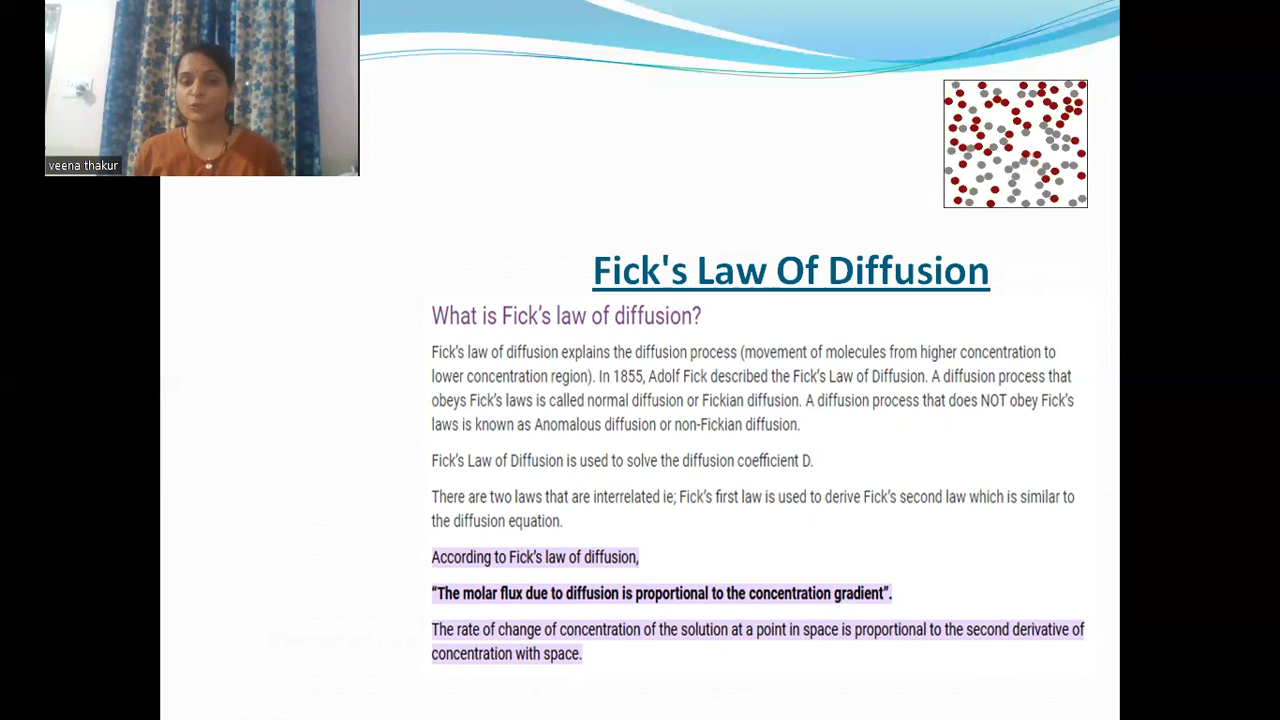 veena thakur
Fick's Law Of Diffusion
What is Fick's law of diffusion?
Fick's law of diffusion explains the diffusion process (movement of molecules from higher concentration to
lower concentration region). In 1855, Adolf Fick described the Fick's Law of Diffusion. A diffusion process that
obeys Fick's laws is called normal diffusion or Fickian diffusion. A diffusion process that does NOT obey Fick's
laws is known as Anomalous diffusion or non-Fickian diffusion.
Fick's Law of Diffusion is used to solve the diffusion coefficient D.
There are two laws that are interrelated ie; Fick's first law is used to derive Fick's second law which is similar to
the diffusion equation.
According to Fick's law of diffusion,
“The molar flux due to diffusion is proportional to the concentration gradient”.
The rate of change of concentration of the solution at a point in space is proportional to the second derivative of
concentration with space.